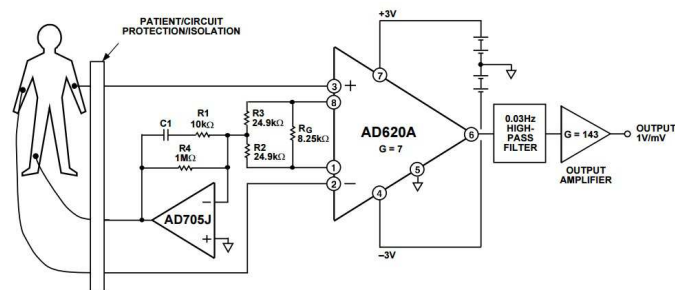 PATIENT/CIRCUIT
PROTECTION/ISOLATION
+3V
3
+
7
8
C1
R1
10kΩ
R3
24.9kΩ
RG
8.25kΩ
AD620A
G = 7
6
0.03Hz
HIGH-
PASS
FILTER
G = 143
OUTPUT
1V/mV
OUTPUT
AMPLIFIER
R4
1MΩ
R2
24.9kΩ
1
2
–
5
4
AD705J
–
+
–3V